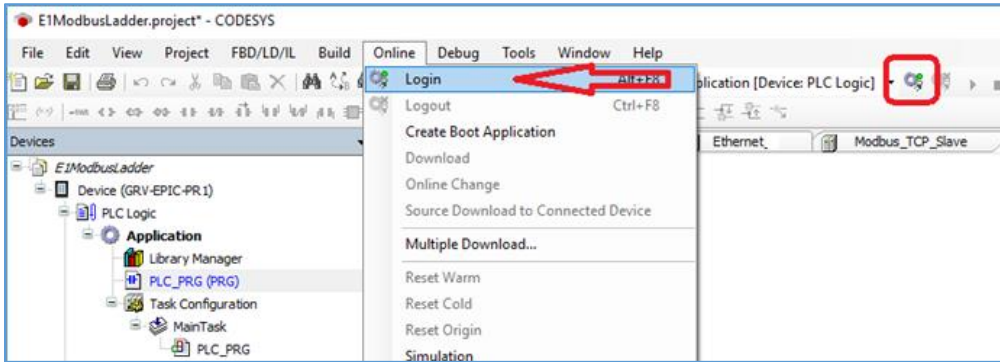 E1ModbusLadder.project* - CODESYS
File Edit View Project FBD/LD/IL Build Online Debug Tools Window Help
Login Alt+F8
plication [Device: PLC Logic]
Logout Ctrl+F8
Create Boot Application
Devices
Ethernet_ Modbus_TCP_Slave
Download
E1ModbusLadder
Device (GRV-EPIC-PR1)
Online Change
PLC Logic
Source Download to Connected Device
Application
Multiple Download...
Library Manager
PLC_PRG (PRG)
Reset Warm
Task Configuration
Reset Cold
MainTask
Reset Origin
PLC_PRG
Simulation